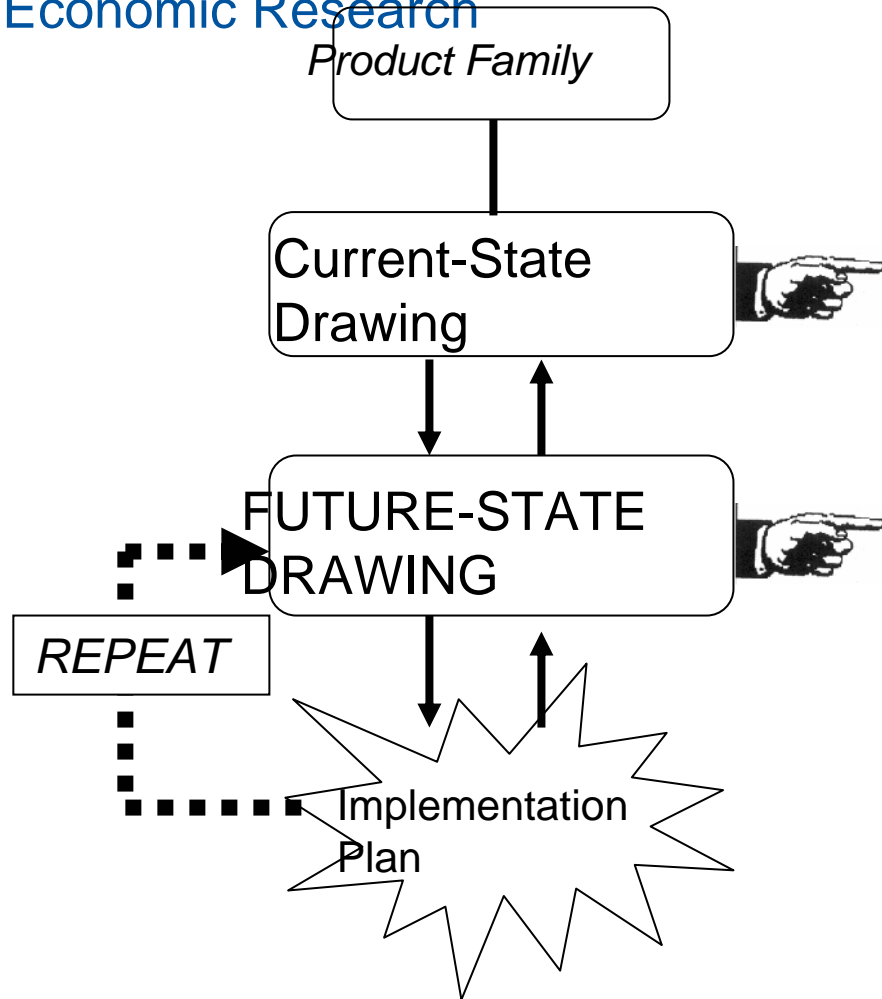 Economic Research
Product Family
Current-State
Drawing
FUTURE-STATE
DRAWING
REPEAT
Implementation
Plan